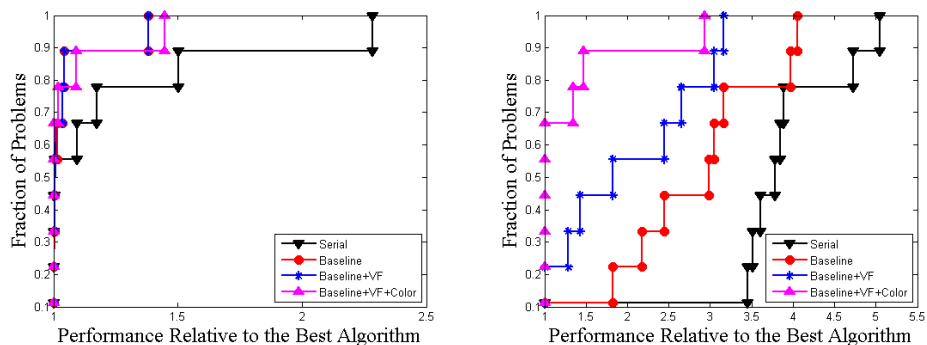 Fraction of Problems
1
0.9
0.8
0.7
0.6
0.5
0.4
0.3
0.2
0.1
Serial
Baseline
Baseline+VF
Baseline+VF+Color
1
1.5
2
2.5
Performance Relative to the Best Algorithm
Fraction of Problems
1
0.9
0.8
0.7
0.6
0.5
0.4
0.3
0.2
0.1
Serial
Baseline
Baseline+VF
Baseline+VF+Color
1
1.5
2
2.5
3
3.5
4
4.5
5
5.5
Performance Relative to the Best Algorithm